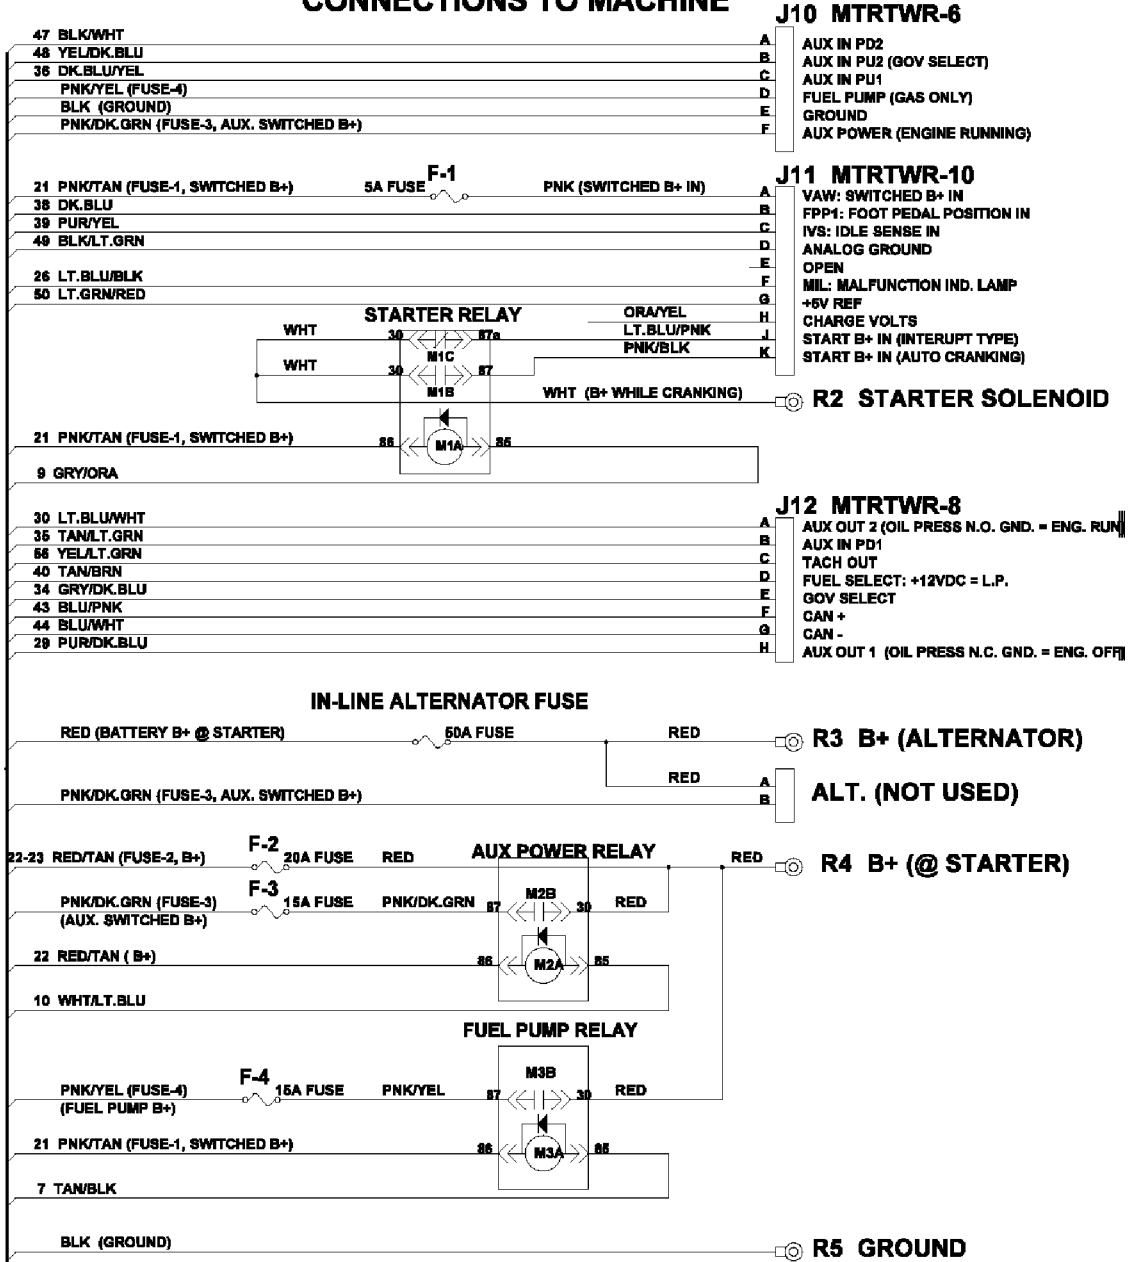 CONNECTIONS TO MACHINE
J10 MTRTWR-6
47 BLK/WHT A AUX IN PD2
48 YEL/DK.BLU B AUX IN PU2 (GOV SELECT)
36 DK.BLU/YEL C AUX IN PU1
PNK/YEL (FUSE-4) D FUEL PUMP (GAS ONLY)
BLK (GROUND) E GROUND
PNK/DK.GRN (FUSE-3, AUX. SWITCHED B+) F AUX POWER (ENGINE RUNNING)
J11 MTRTWR-10
21 PNK/TAN (FUSE-1, SWITCHED B+) 5A FUSE F-1 PNK (SWITCHED B+ IN) A VAW: SWITCHED B+ IN
38 DK.BLU B FPP1: FOOT PEDAL POSITION IN
39 PUR/YEL C IVS: IDLE SENSE IN
49 BLK/LT.GRN D ANALOG GROUND
E OPEN
26 LT.BLU/BLK F MIL: MALFUNCTION IND. LAMP
50 LT.GRN/RED G +5V REF
STARTER RELAY ORA/YEL H CHARGE VOLTS
WHT 30 87a LT.BLU/PNK J START B+ IN (INTERUPT TYPE)
M1C PNK/BLK K START B+ IN (AUTO CRANKING)
WHT 30 87
M1B WHT (B+ WHILE CRANKING) R2 STARTER SOLENOID
21 PNK/TAN (FUSE-1, SWITCHED B+) 86 M1A 85
9 GRY/ORA
J12 MTRTWR-8
30 LT.BLU/WHT A AUX OUT 2 (OIL PRESS N.O. GND. = ENG. RUN
35 TAN/LT.GRN B AUX IN PD1
56 YEL/LT.GRN C TACH OUT
40 TAN/BRN D FUEL SELECT: +12VDC = L.P.
34 GRY/DK.BLU E GOV SELECT
43 BLU/PNK F CAN +
44 BLU/WHT G CAN -
29 PUR/DK.BLU H AUX OUT 1 (OIL PRESS N.C. GND. = ENG. OFF
IN-LINE ALTERNATOR FUSE
RED (BATTERY B+ @ STARTER) 50A FUSE RED R3 B+ (ALTERNATOR)
RED A
PNK/DK.GRN (FUSE-3, AUX. SWITCHED B+) B ALT. (NOT USED)
22-23 RED/TAN (FUSE-2, B+) F-2 20A FUSE RED AUX POWER RELAY RED R4 B+ (@ STARTER)
PNK/DK.GRN (FUSE-3) F-3 15A FUSE PNK/DK.GRN 87 M2B 30 RED
(AUX. SWITCHED B+)
22 RED/TAN ( B+) 86 M2A 85
10 WHT/LT.BLU
FUEL PUMP RELAY
PNK/YEL (FUSE-4) F-4 15A FUSE PNK/YEL 87 M3B 30 RED
(FUEL PUMP B+)
21 PNK/TAN (FUSE-1, SWITCHED B+) 86 M3A 85
7 TAN/BLK
BLK (GROUND) R5 GROUND